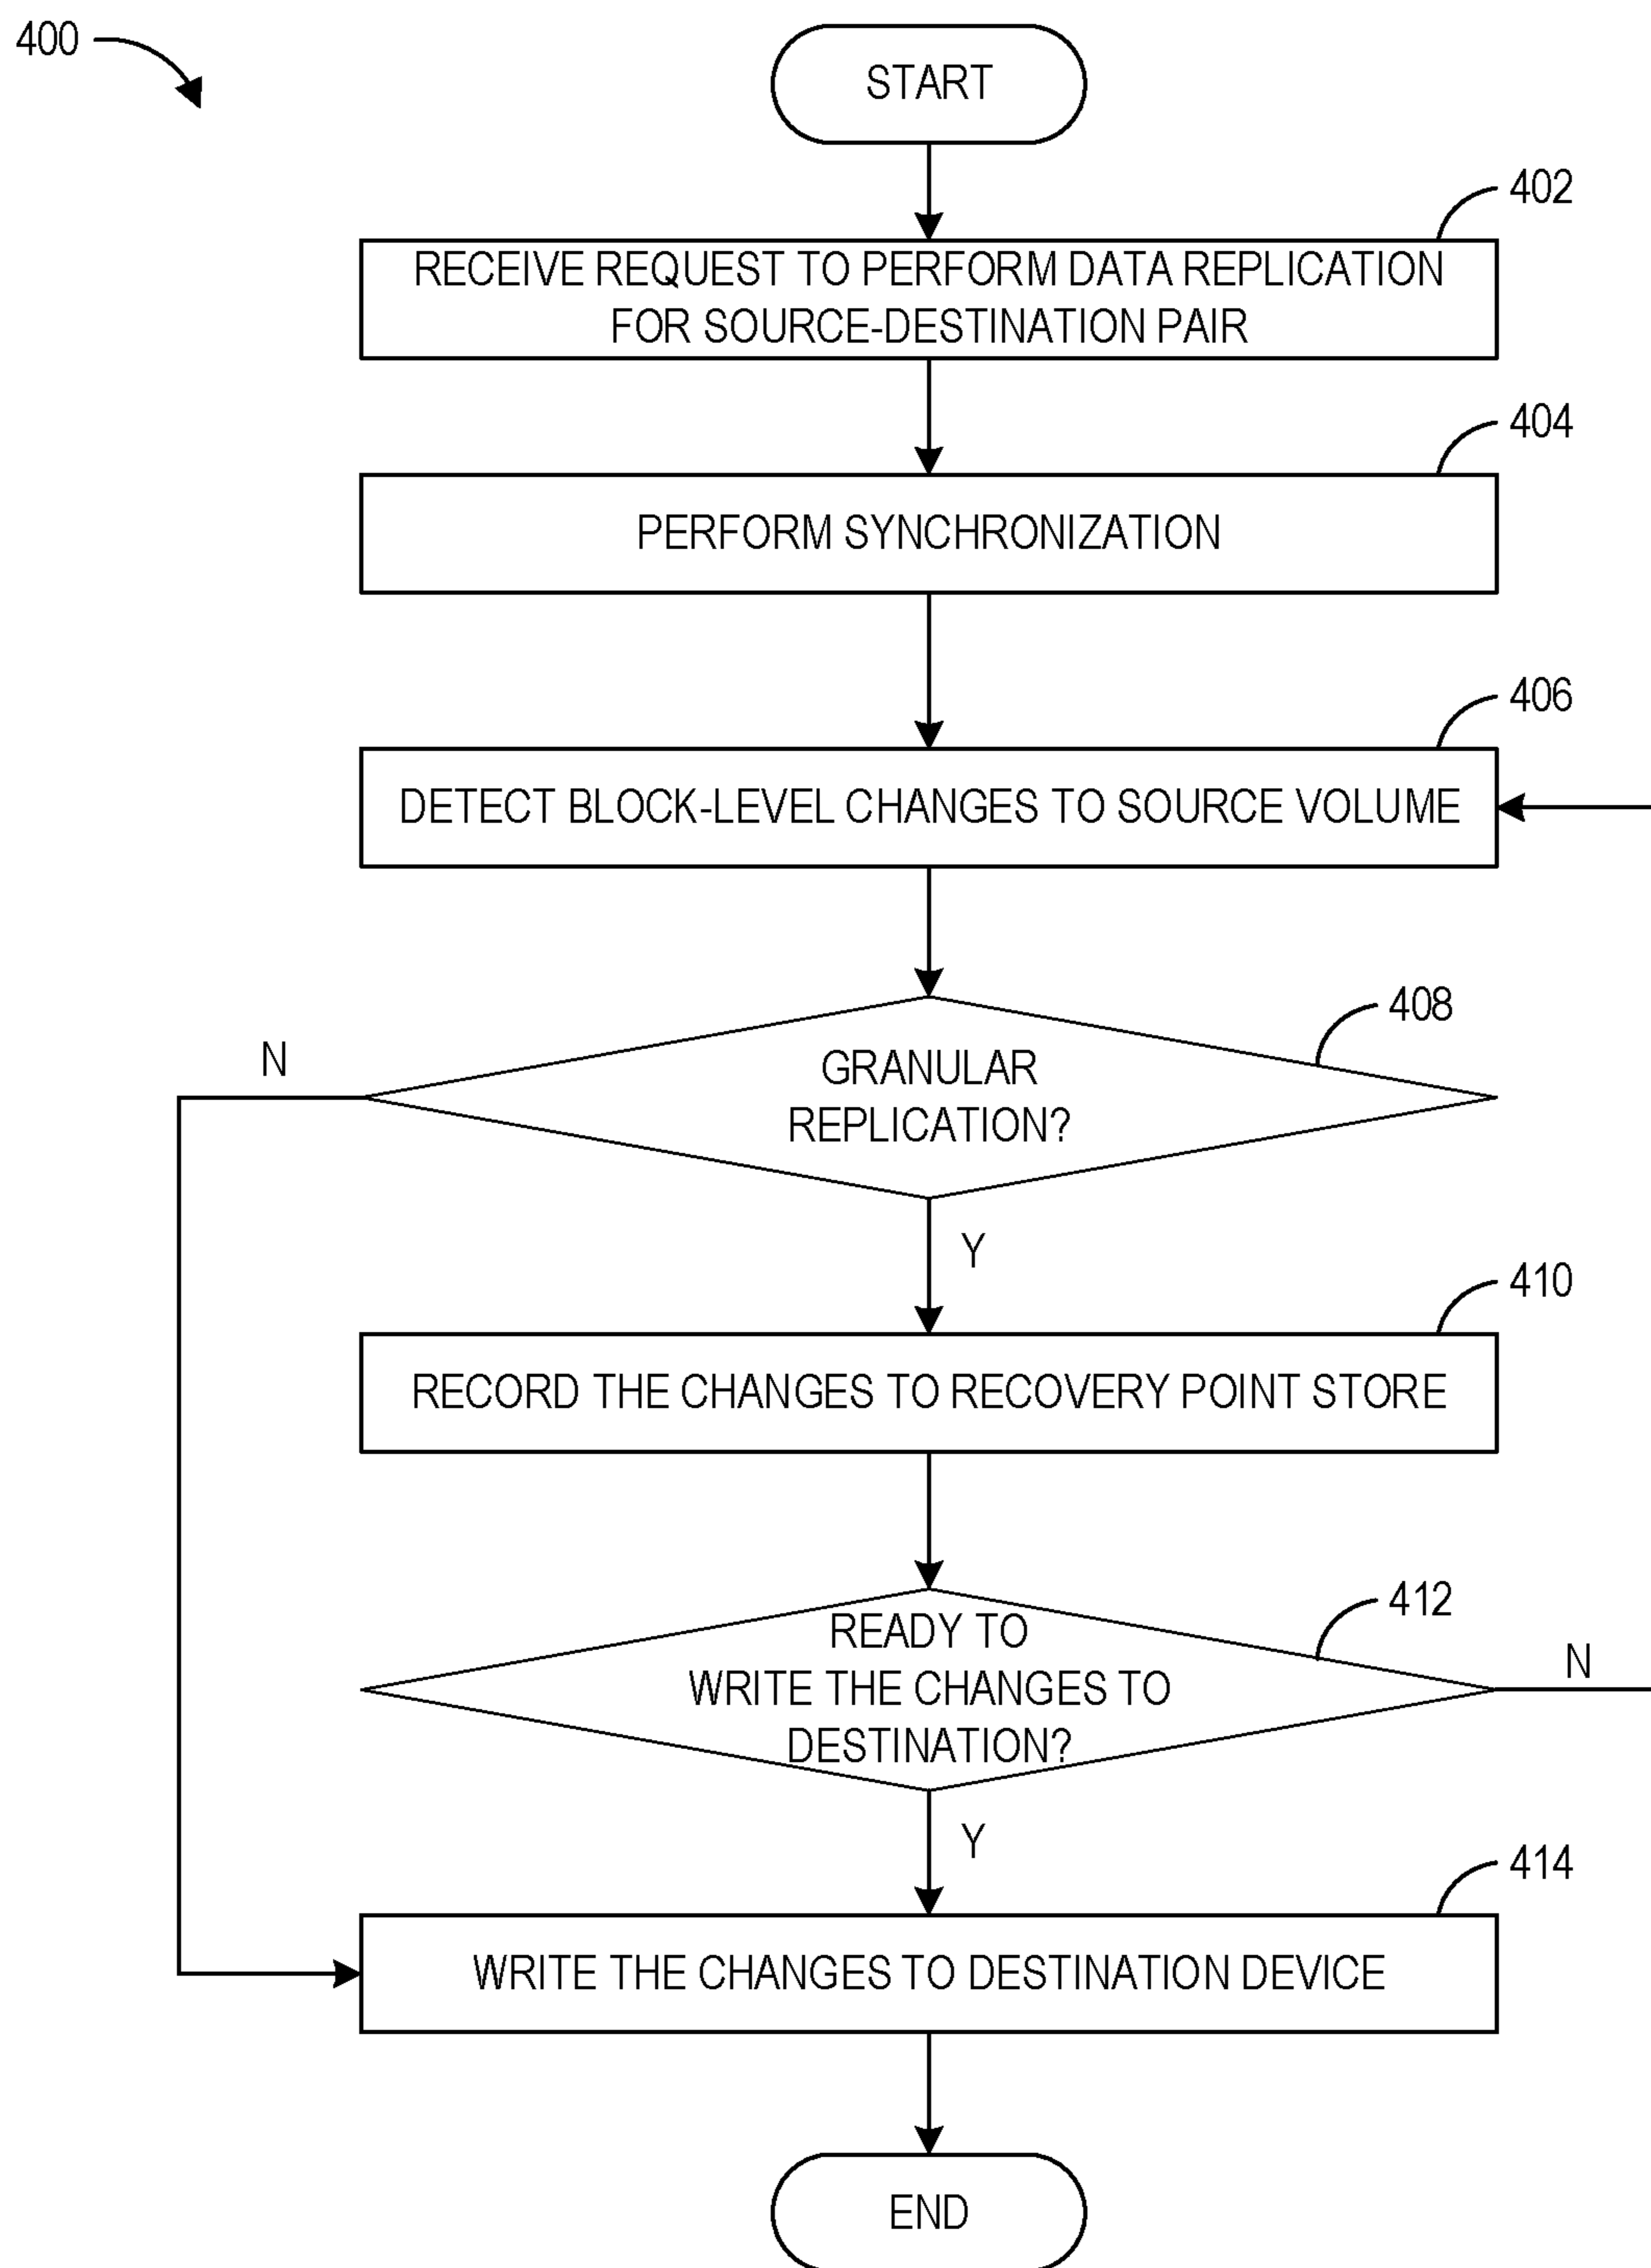 400
START
402
RECEIVE REQUEST TO PERFORM DATA REPLICATION
FOR SOURCE-DESTINATION PAIR
404
PERFORM SYNCHRONIZATION
406
DETECT BLOCK-LEVEL CHANGES TO SOURCE VOLUME
408
N
GRANULAR
REPLICATION?
Y
410
RECORD THE CHANGES TO RECOVERY POINT STORE
412
READY TO
WRITE THE CHANGES TO
DESTINATION?
N
Y
414
WRITE THE CHANGES TO DESTINATION DEVICE
END